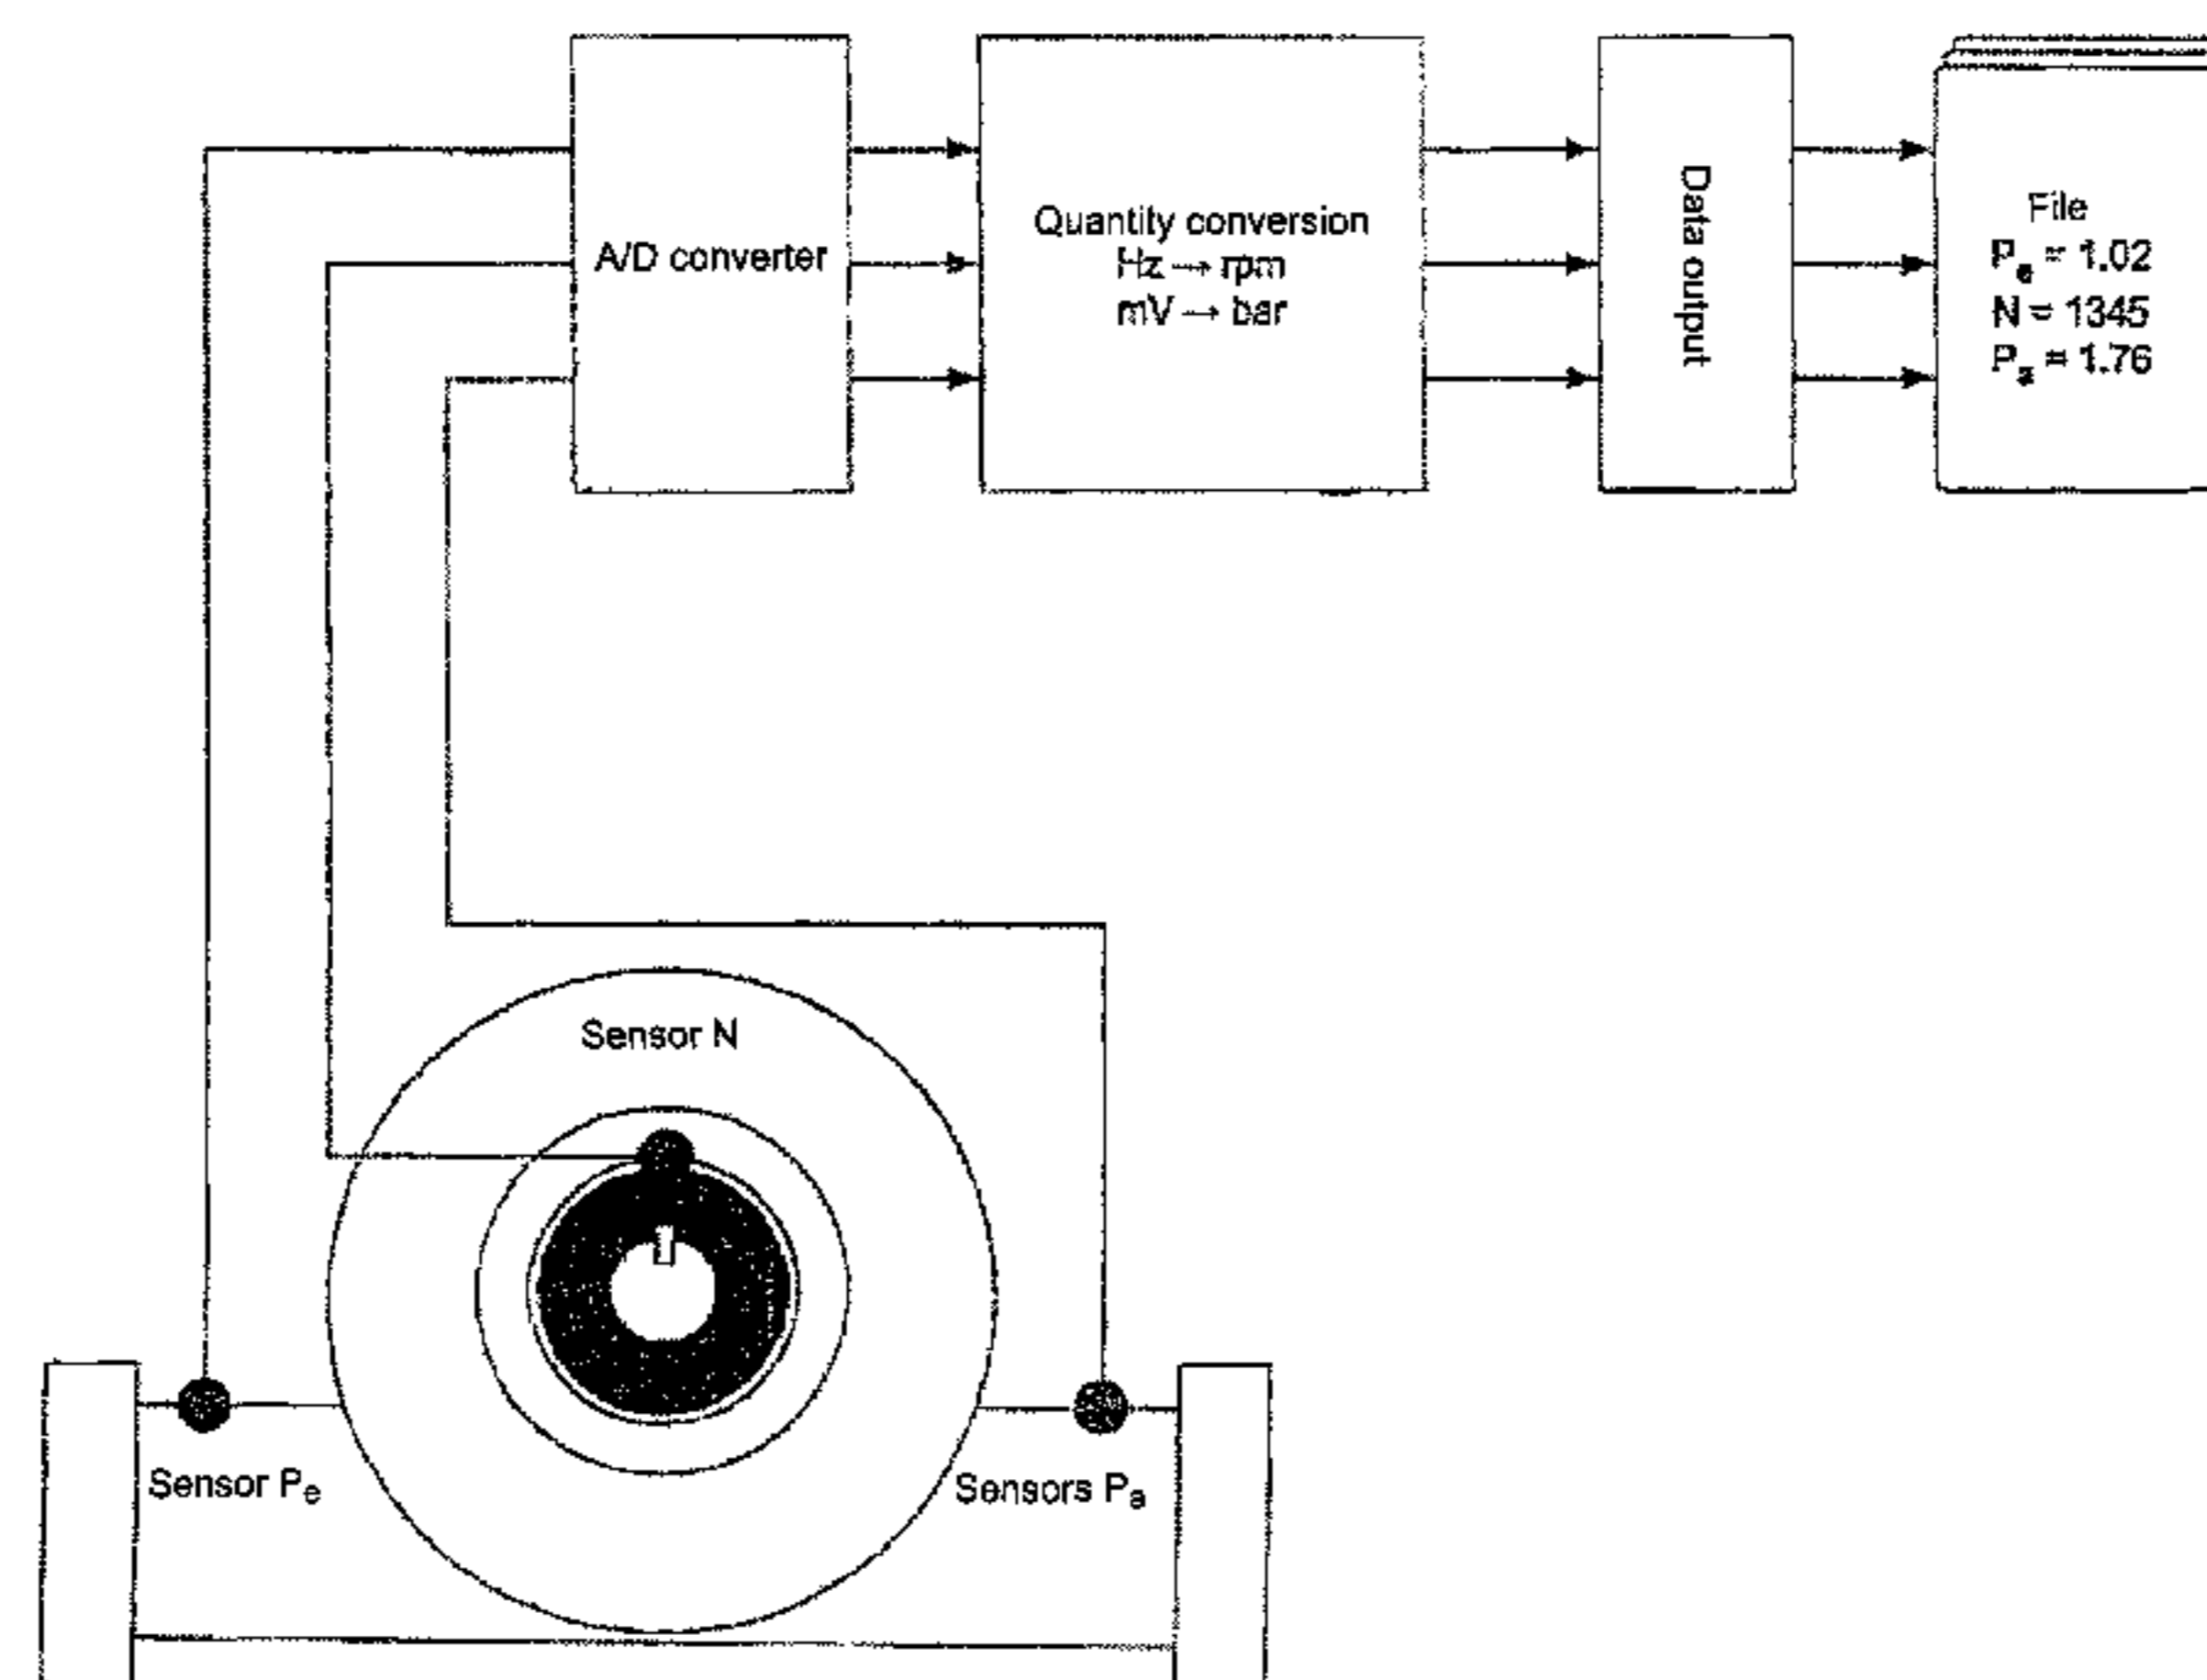 A/D converter
Quantity conversion
Hz → rpm
mV → bar
Data output
File
Pe = 1.02
N = 1345
Pa = 1.76
Sensor N
Sensor Pe
Sensors Pa